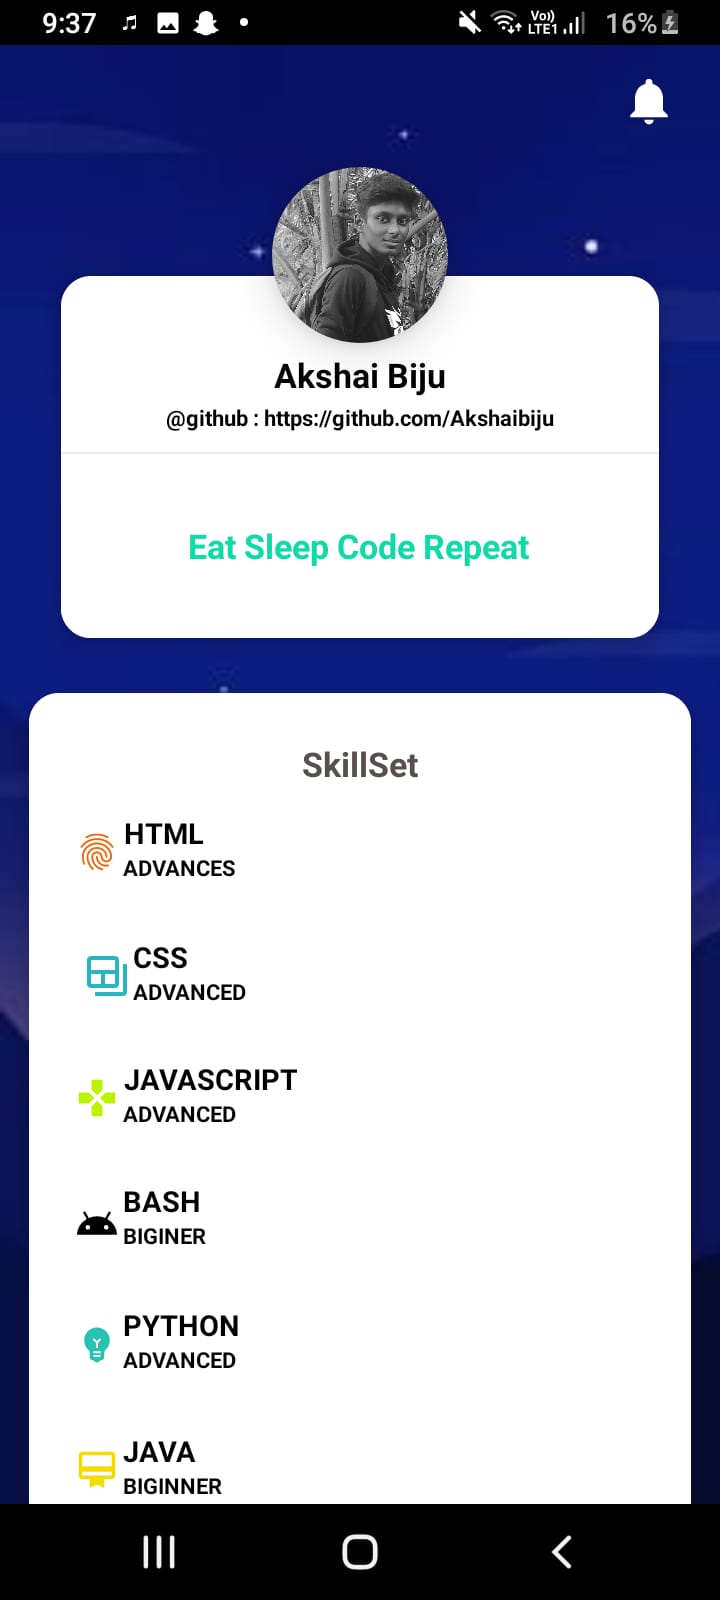 9:37
Vo))
LTE1
16%
Akshai Biju
@github : https://github.com/Akshaibiju
Eat Sleep Code Repeat
SkillSet
HTML
ADVANCES
CSS
ADVANCED
JAVASCRIPT
ADVANCED
BASH
BIGINER
PYTHON
ADVANCED
JAVA
BIGINNER